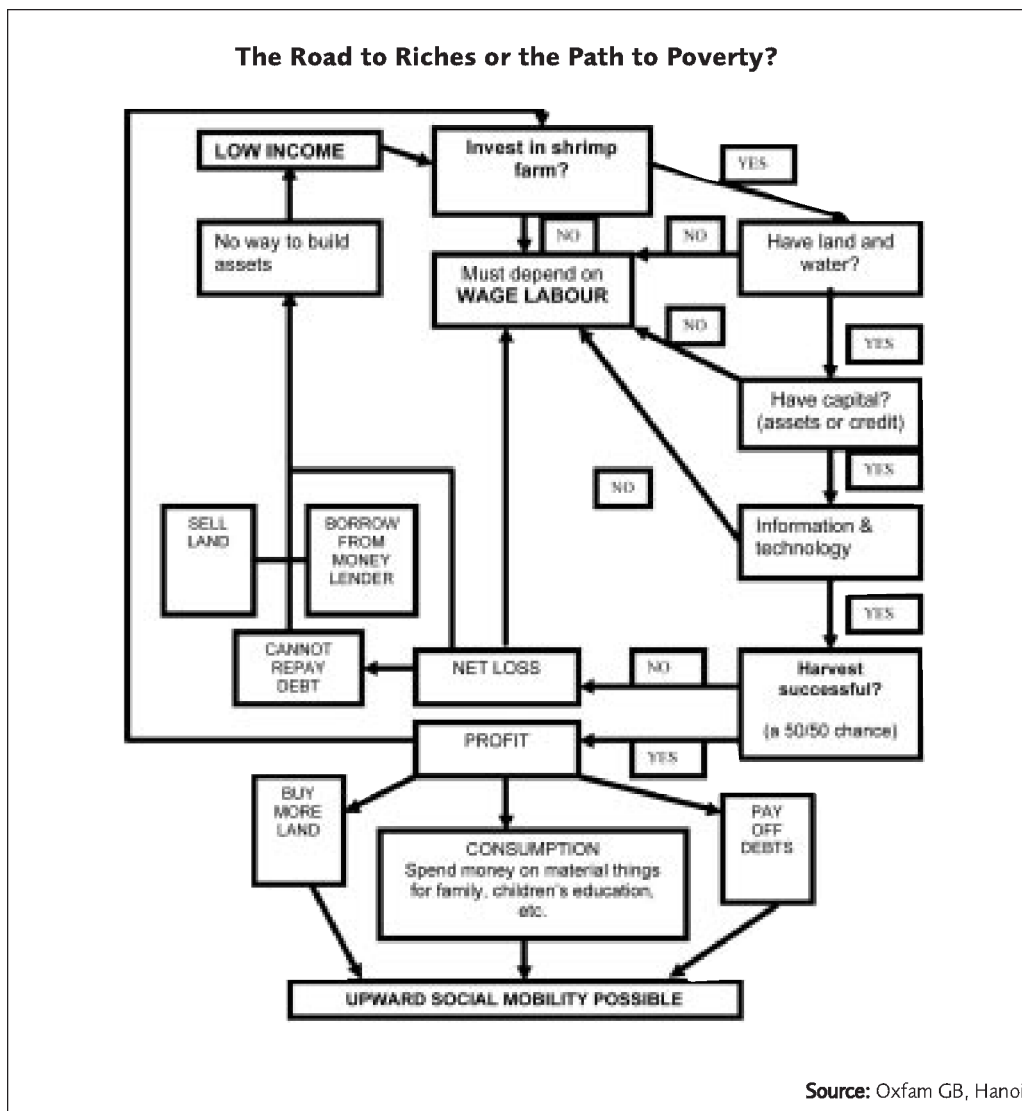 The Road to Riches or the Path to Poverty?
LOW INCOME
Invest in shrimp
farm?
YES
No way to build
assets
NO
NO
Have land and
water?
Must depend on
WAGE LABOUR
NO
YES
Have capital?
(assets or credit)
YES
NO
SELL
LAND
BORROW
FROM
MONEY
LENDER
Information &
technology
YES
CANNOT
REPAY
DEBT
NET LOSS
NO
Harvest
successful?
(a 50/50 chance)
PROFIT
YES
BUY
MORE
LAND
CONSUMPTION
Spend money on material things
for family, children's education,
etc.
PAY
OFF
DEBTS
UPWARD SOCIAL MOBILITY POSSIBLE
Source: Oxfam GB, Hanoi